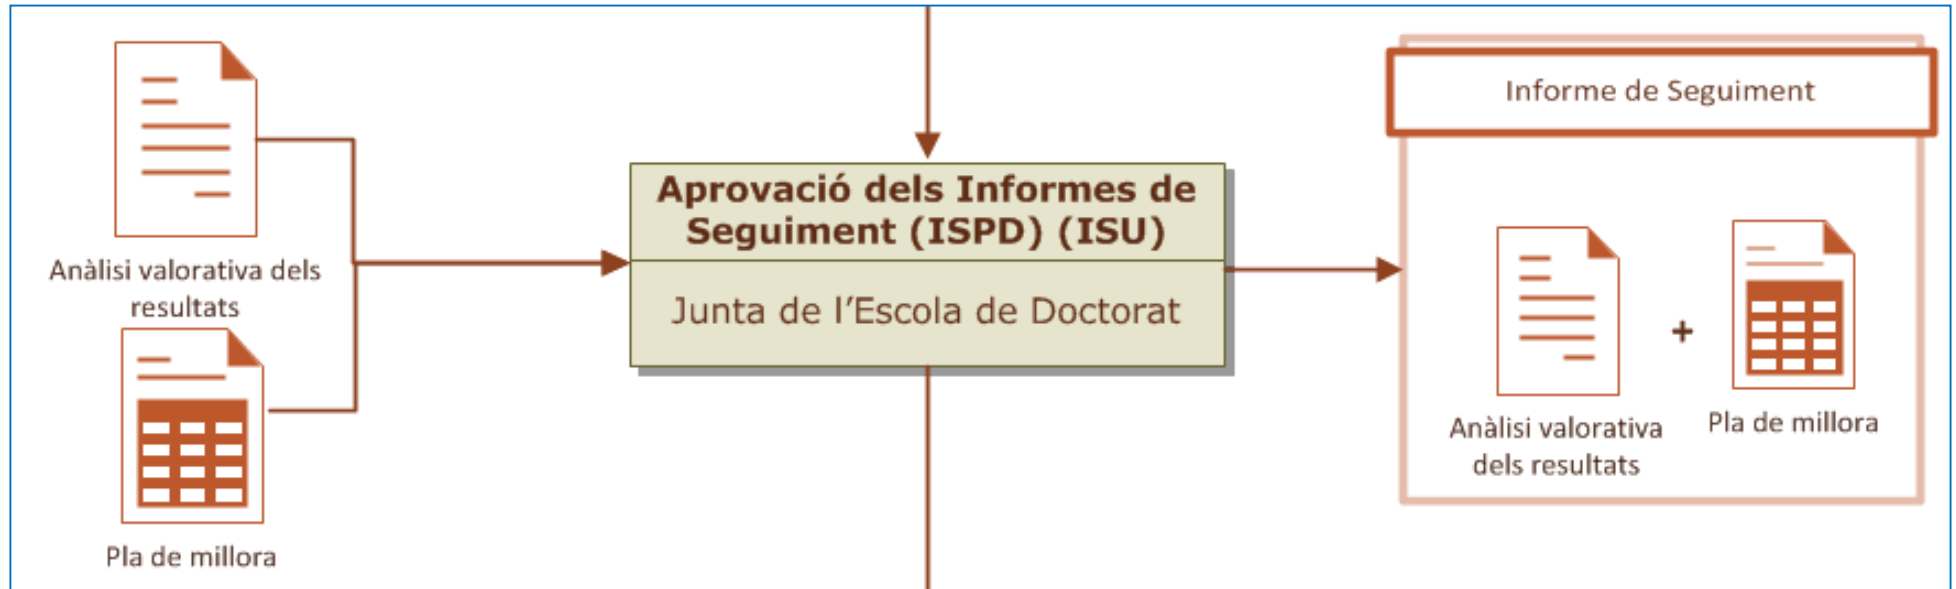 Anàlisi valorativa dels
resultats
Pla de millora
Aprovació dels Informes de
Seguiment (ISPD) (ISU)
Junta de l'Escola de Doctorat
Informe de Seguiment
Anàlisi valorativa
dels resultats
+
Pla de millora